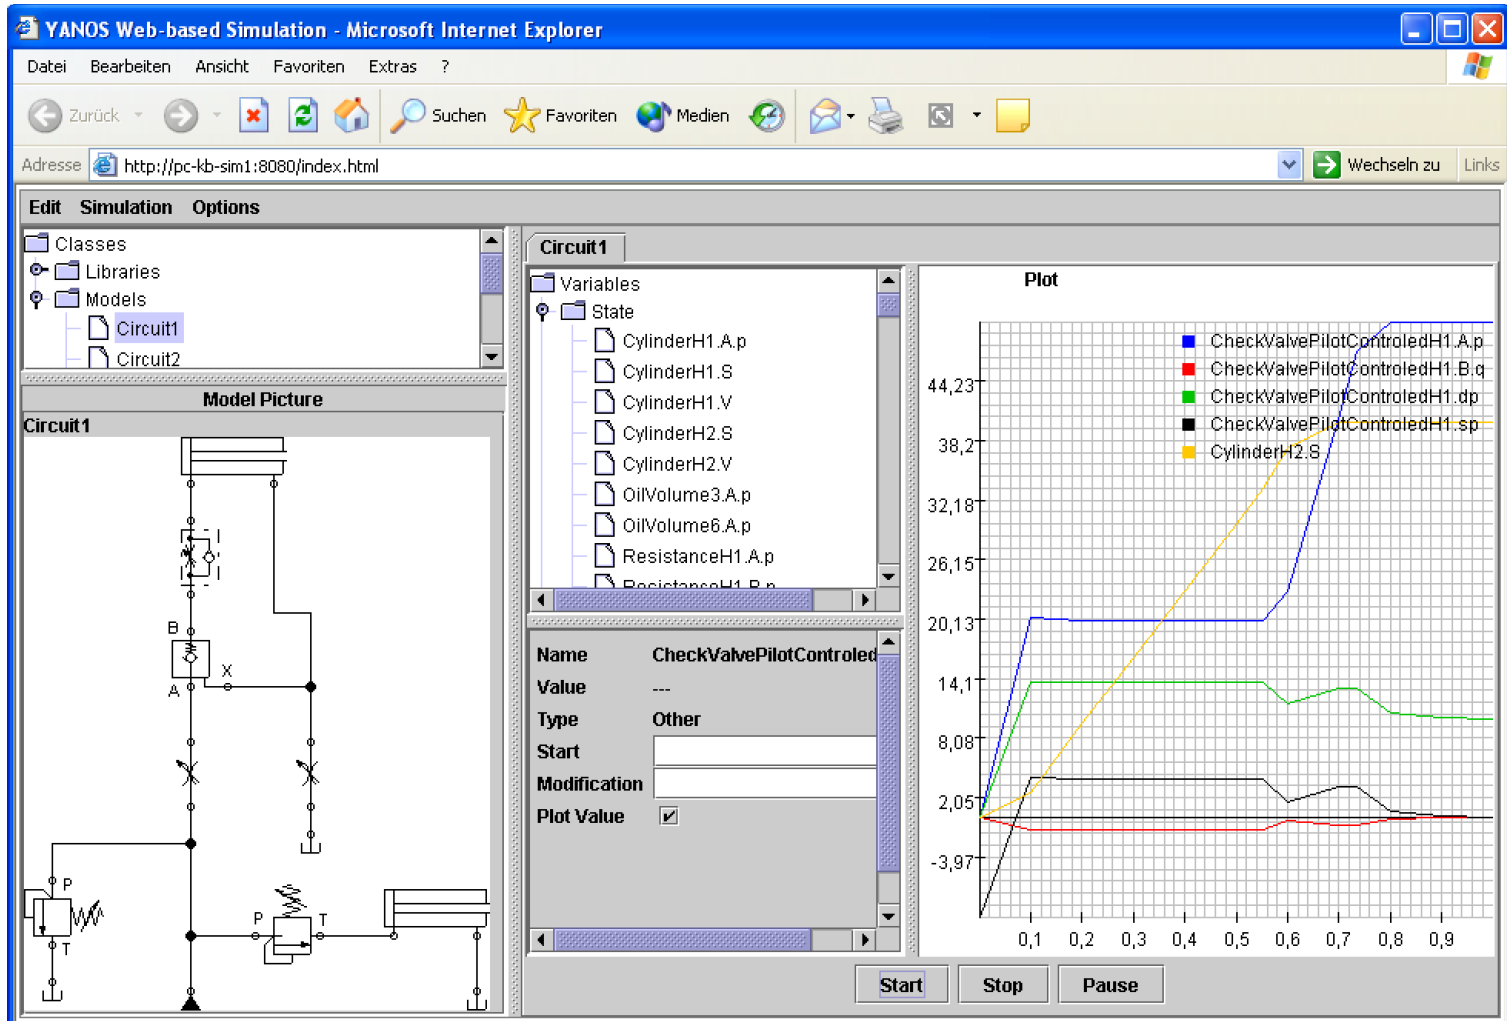 YANOS Web-based Simulation - Microsoft Internet Explorer
Datei Bearbeiten Ansicht Favoriten Extras ?
Zurück Suchen Favoriten Medien
Adresse http://pc-kb-sim1:8080/index.html Wechseln zu Links
Edit Simulation Options
Classes
Libraries
Models
Circuit1
Circuit2
Model Picture
Circuit1
B
X
A
P
T
P
T
Circuit1
Variables
State
CylinderH1.A.p
CylinderH1.S
CylinderH1.V
CylinderH2.S
CylinderH2.V
OilVolume3.A.p
OilVolume6.A.p
ResistanceH1.A.p
ResistanceH1.B.p
Name CheckValvePilotControled
Value ---
Type Other
Start
Modification
Plot Value
Plot
CheckValvePilotControledH1.A.p
CheckValvePilotControledH1.B.q
CheckValvePilotControledH1.dp
CheckValvePilotControledH1.sp
CylinderH2.S
44,23
38,2
32,18
26,15
20,13
14,1
8,08
2,05
-3,97
0,1 0,2 0,3 0,4 0,5 0,6 0,7 0,8 0,9
Start Stop Pause